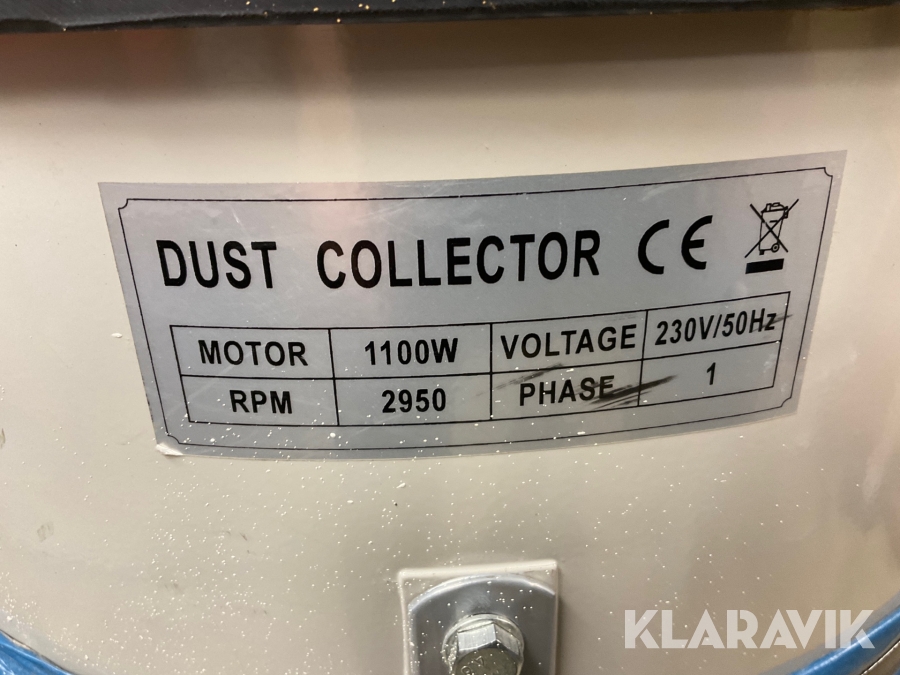 DUST COLLECTOR CE
MOTOR 1100W VOLTAGE 230V/50Hz
RPM 2950 PHASE 1
KLARAVIK